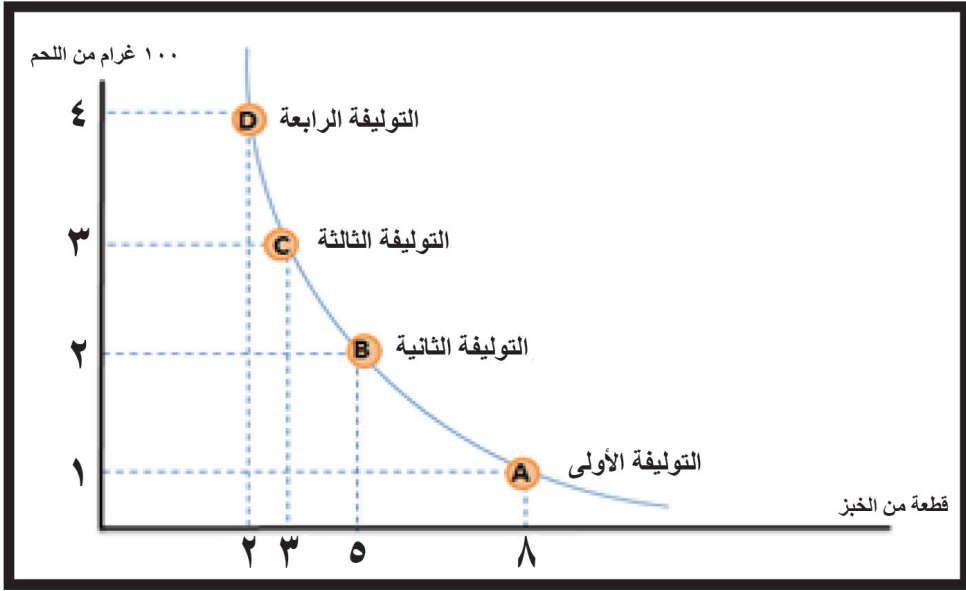 ١٠٠ غرام من اللحم
٤
D التوليفة الرابعة
٣
C التوليفة الثالثة
٢
B التوليفة الثانية
١
A التوليفة الأولى
قطعة من الخبز
٢ ٣ ٥ ٨